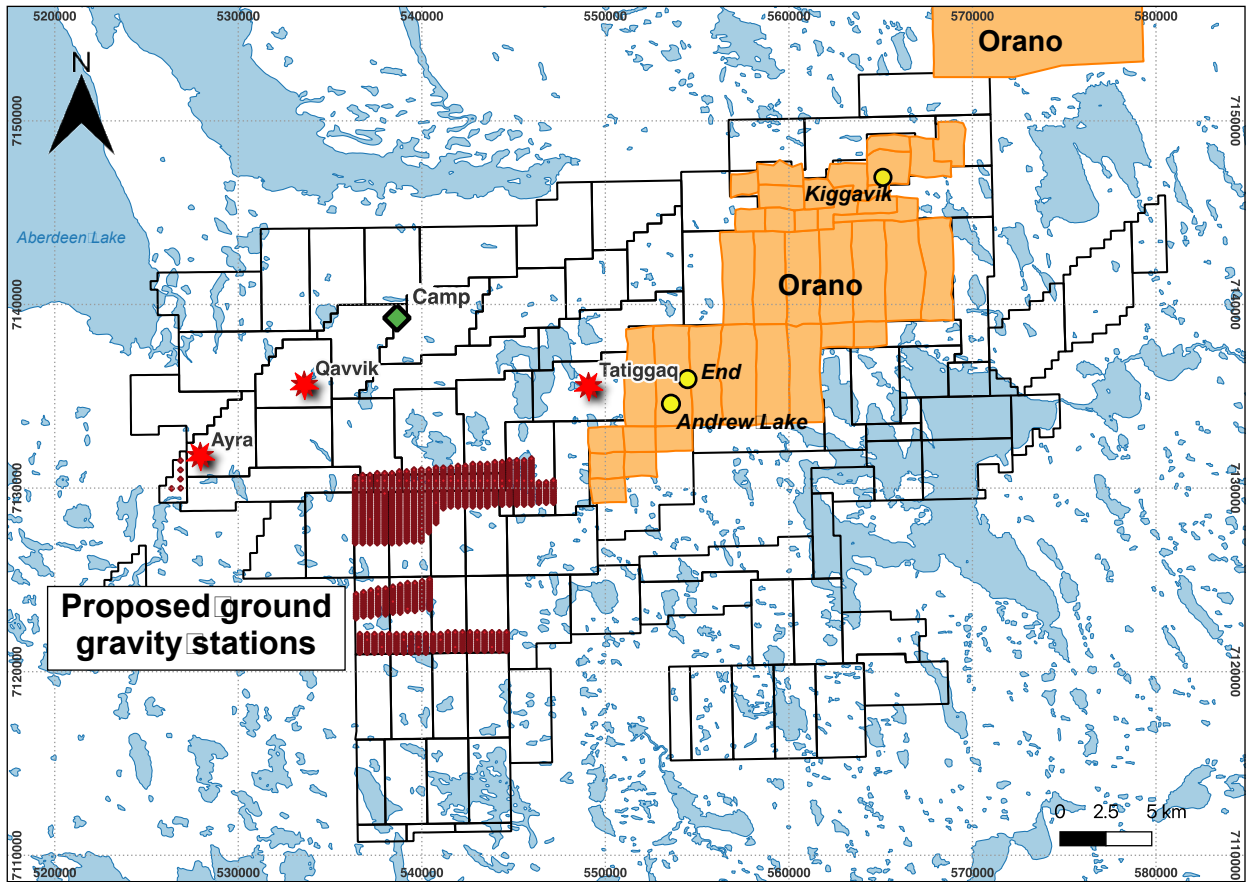 520000
530000
540000
550000
560000
570000
580000
Orano
N
7150000
7150000
Kiggavik
Aberdeen Lake
Orano
Camp
7140000
7140000
Qavvik
Tatiggaq
End
Andrew Lake
Ayra
7130000
7130000
Proposed ground
gravity stations
7120000
7120000
0 2.5 5 km
7110000
7110000
520000
530000
540000
550000
560000
570000
580000